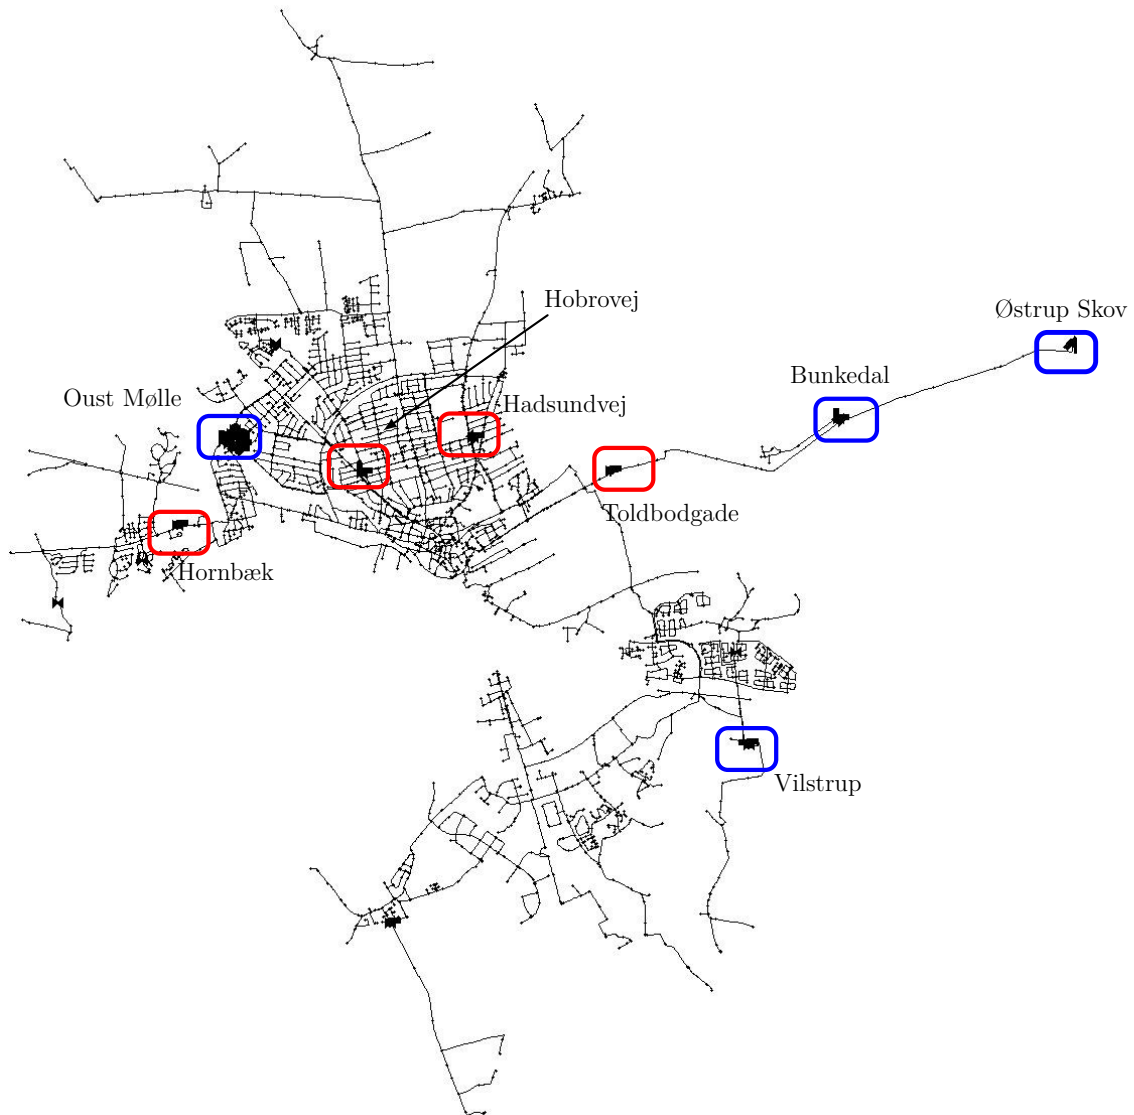 Hobrovej
Østrup Skov
Bunkedal
Oust Mølle
Hadsundvej
Toldbodgade
Hornbæk
Vilstrup